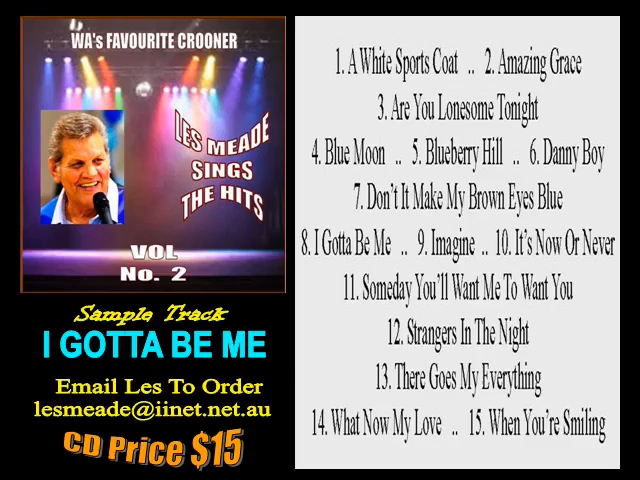 WA's FAVOURITE CROONER
LES MEADE
SINGS
THE HITS
VOL
No. 2
Sample Track
I GOTTA BE ME
Email Les To Order
lesmeade@iinet.net.au
CD Price $15
1. A White Sports Coat .. 2. Amazing Grace
3. Are You Lonesome Tonight
4. Blue Moon .. 5. Blueberry Hill .. 6. Danny Boy
7. Don't It Make My Brown Eyes Blue
8. I Gotta Be Me .. 9. Imagine .. 10. It's Now Or Never
11. Someday You'll Want Me To Want You
12. Strangers In The Night
13. There Goes My Everything
14. What Now My Love .. 15. When You're Smiling